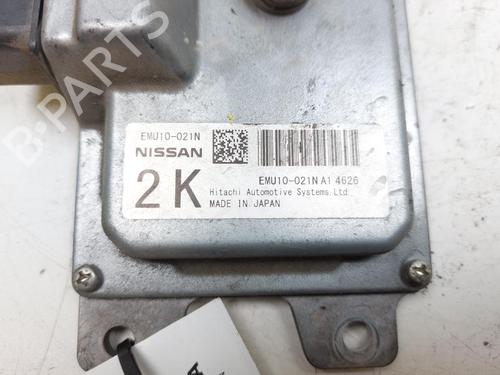 EMU10-021N
NISSAN
2K
EMU10-021N A1 4626
Hitachi Automotive Systems,Ltd.
MADE IN JAPAN
B-PARTS